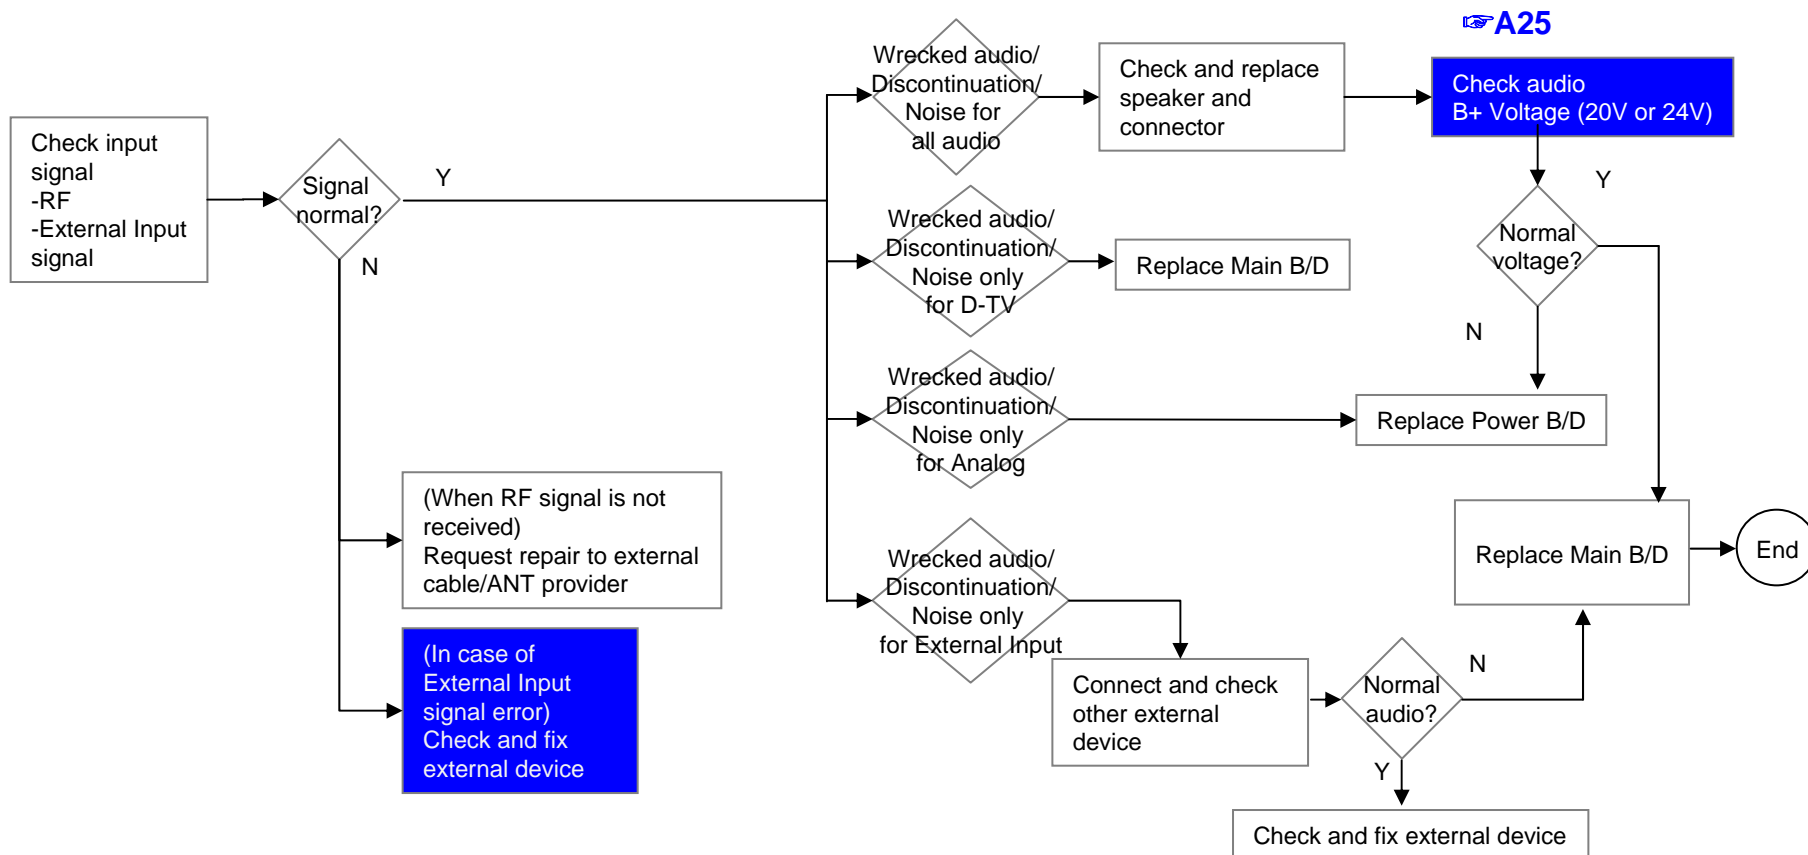 ☞A25
Check input
signal
-RF
-External Input
signal
Signal
normal?
Y
N
(When RF signal is not
received)
Request repair to external
cable/ANT provider
(In case of
External Input
signal error)
Check and fix
external device
Wrecked audio/
Discontinuation/
Noise for
all audio
Check and replace
speaker and
connector
Check audio
B+ Voltage (20V or 24V)
Y
Normal
voltage?
N
Wrecked audio/
Discontinuation/
Noise only
for D-TV
Replace Main B/D
Wrecked audio/
Discontinuation/
Noise only
for Analog
Replace Power B/D
Wrecked audio/
Discontinuation/
Noise only
for External Input
Connect and check
other external
device
Normal
audio?
N
Y
Replace Main B/D
End
Check and fix external device